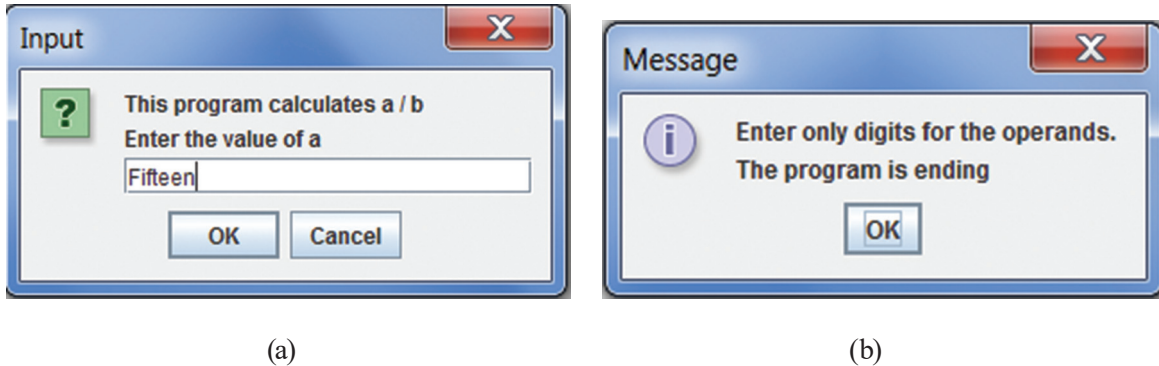 Input
This program calculates a / b
Enter the value of a
Fifteen
OK Cancel
Message
Enter only digits for the operands.
The program is ending
OK
(a) (b)